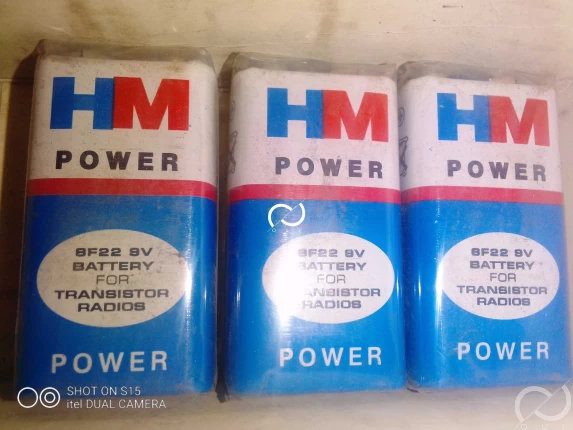 HM
POWER
6F22 9V
BATTERY
FOR
TRANSISTOR
RADIOS
POWER
HM
POWER
6F22 9V
BATTERY
FOR
TRANSISTOR
RADIOS
POWER
HM
POWER
6F22 9V
BATTERY
FOR
TRANSISTOR
RADIOS
POWER
SHOT ON S15
itel DUAL CAMERA